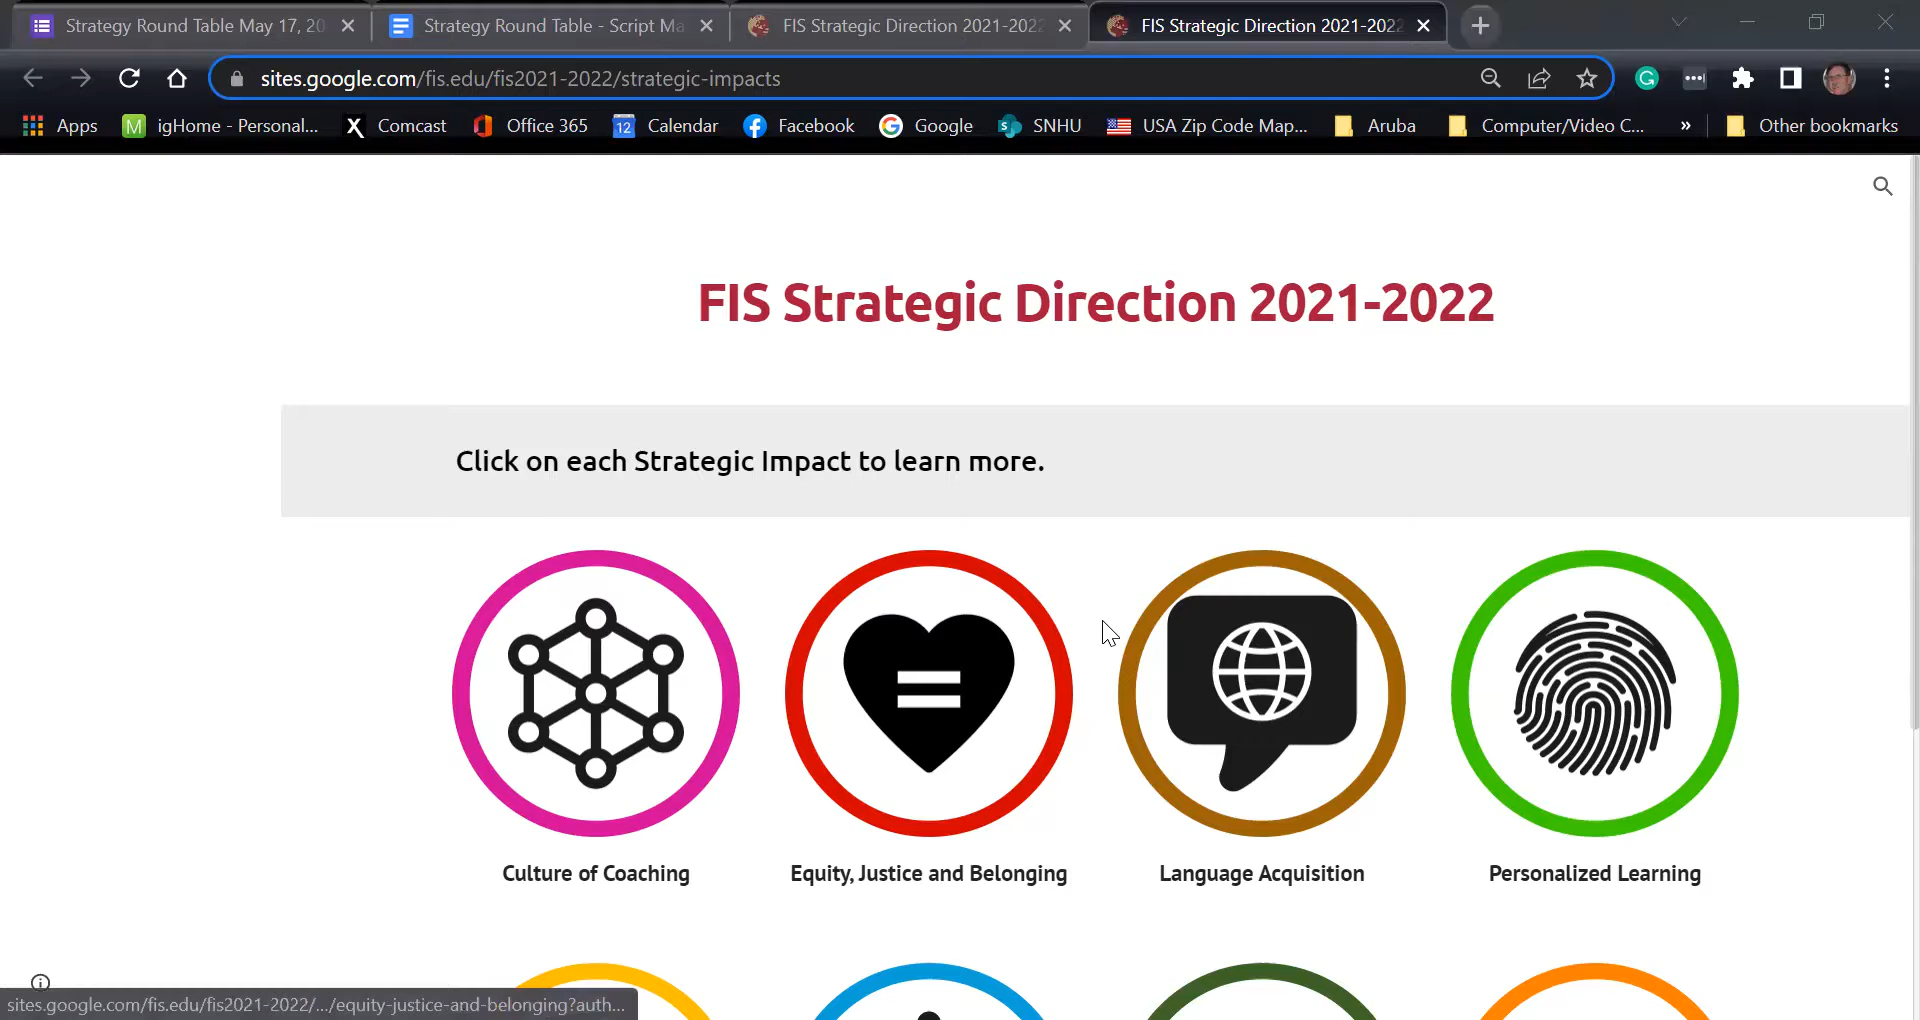 Strategy Round Table May 17, 20
Strategy Round Table - Script Ma
FIS Strategic Direction 2021-2022
FIS Strategic Direction 2021-2022
sites.google.com/fis.edu/fis2021-2022/strategic-impacts
Apps
M igHome - Personal...
X Comcast
Office 365
12 Calendar
Facebook
Google
SNHU
USA Zip Code Map...
Aruba
Computer/Video C...
»
Other bookmarks
FIS Strategic Direction 2021-2022
Click on each Strategic Impact to learn more.
Culture of Coaching
Equity, Justice and Belonging
Language Acquisition
Personalized Learning
sites.google.com/fis.edu/fis2021-2022/.../equity-justice-and-belonging?auth...